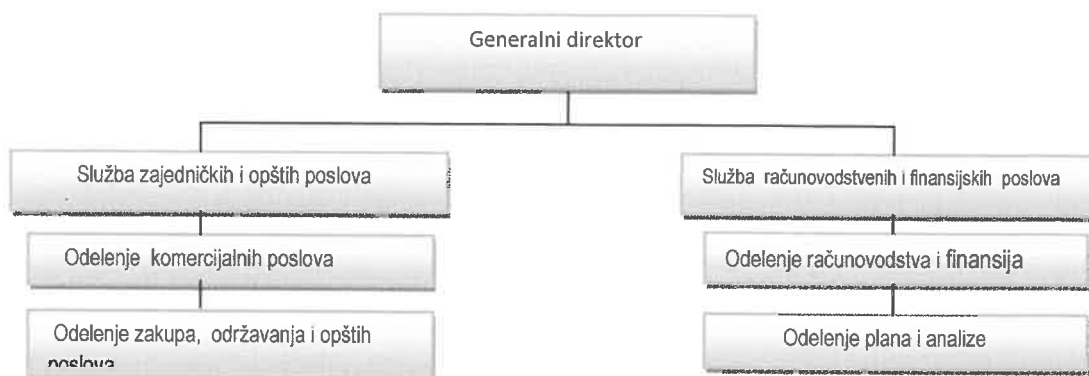 Generalni direktor
Služba zajedničkih i opštih poslova
Služba računovodstvenih i finansijskih poslova
Odelenje komercijalnih poslova
Odelenje računovodstva i finansija
Odelenje zakupa, održavanja i opštih
poslova
Odelenje plana i analize